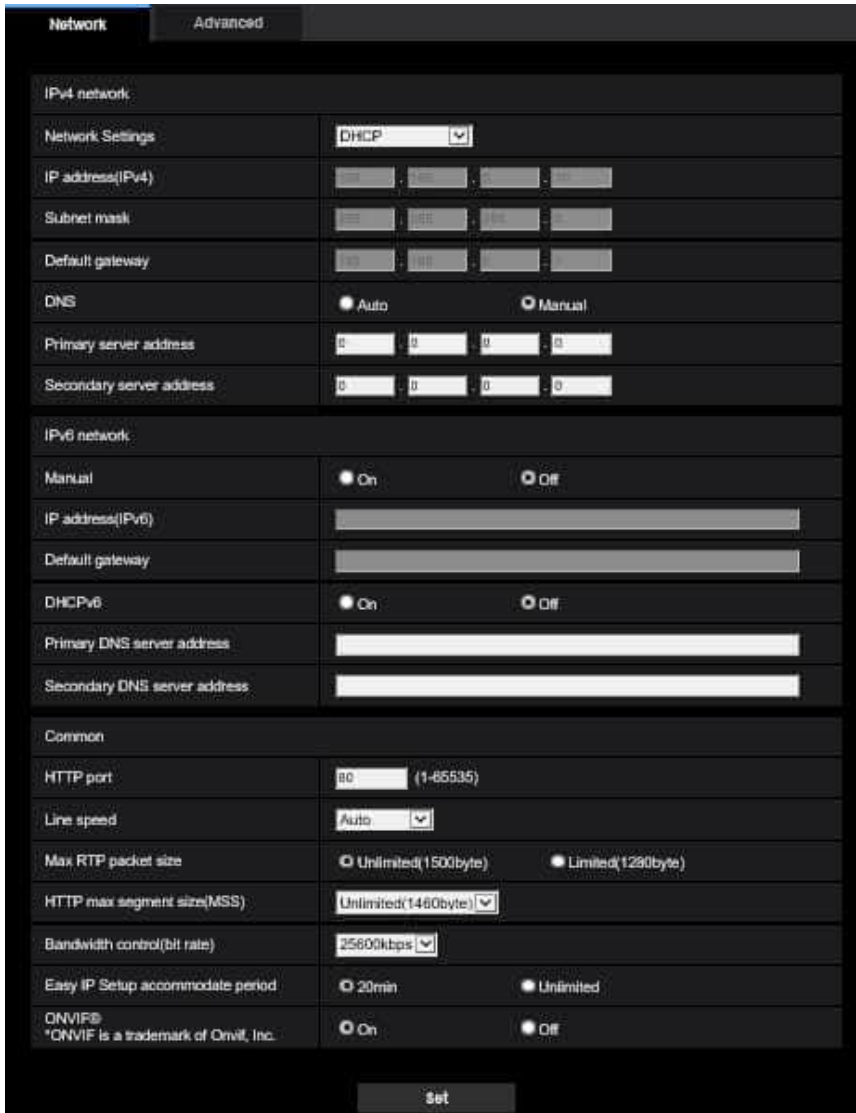 Network Advanced
IPv4 network
Network Settings DHCP
IP address(IPv4)
Subnet mask
Default gateway
DNS Auto Manual
Primary server address 0 . 0 . 0 . 0
Secondary server address 0 . 0 . 0 . 0
IPv6 network
Manual On Off
IP address(IPv6)
Default gateway
DHCPv6 On Off
Primary DNS server address
Secondary DNS server address
Common
HTTP port 80 (1-65535)
Line speed Auto
Max RTP packet size Unlimited(1500byte) Limited(1280byte)
HTTP max segment size(MSS) Unlimited(1460byte)
Bandwidth control(bit rate) 25600kbps
Easy IP Setup accommodate period 20min Unlimited
ONVIF®
*ONVIF is a trademark of Onvif, Inc. On Off
Set